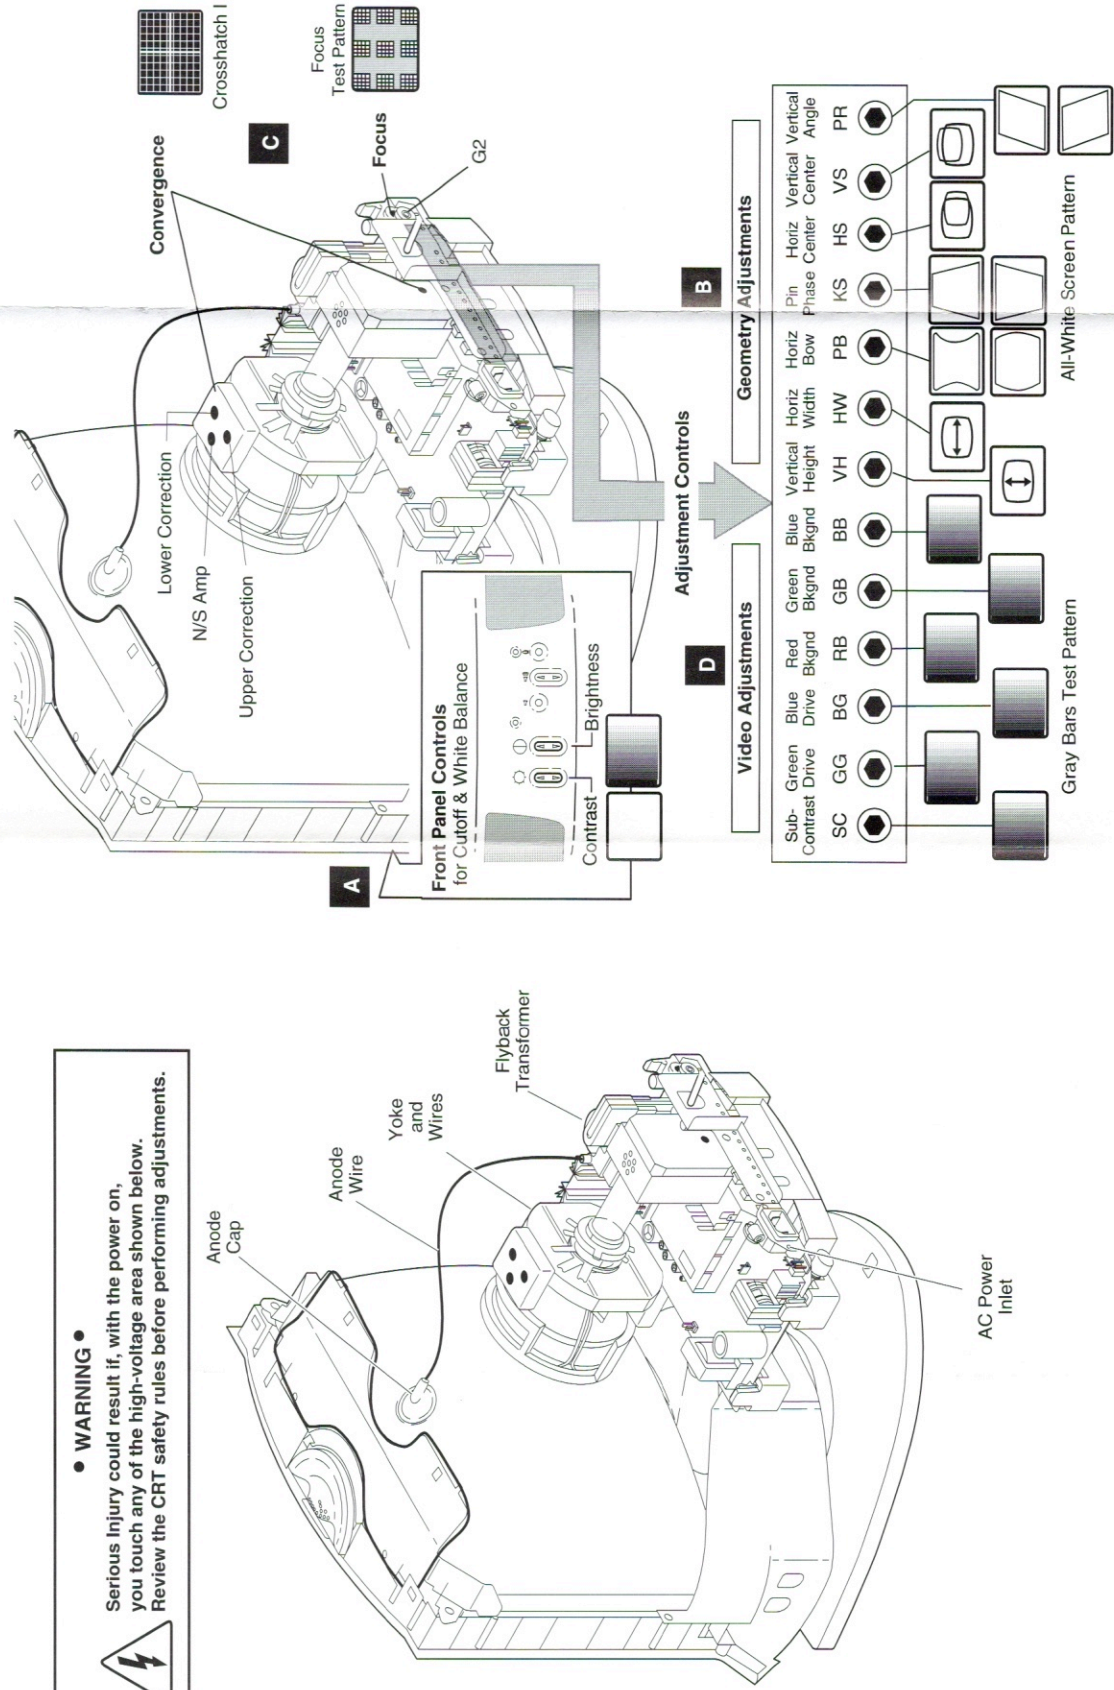 • WARNING •
Serious Injury could result if, with the power on,
you touch any of the high-voltage area shown below.
Review the CRT safety rules before performing adjustments.
Anode
Cap
Anode
Wire
Yoke
and
Wires
Flyback
Transformer
AC Power
Inlet
Crosshatch I
Focus
Test Pattern
Convergence
C
Focus
G2
Lower Correction
N/S Amp
Upper Correction
A
Front Panel Controls
for Cutoff & White Balance
Contrast
Brightness
Adjustment Controls
D
Video Adjustments
B
Geometry Adjustments
Sub-
Contrast
Green
Drive
Blue
Drive
Red
Bkgnd
Green
Bkgnd
Blue
Bkgnd
Vertical
Height
Horiz
Width
Horiz
Bow
Pin
Phase
Horiz
Center
Vertical
Center
Vertical
Angle
SC GG BG RB GB BB VH HW PB KS HS VS PR
Gray Bars Test Pattern
All-White Screen Pattern